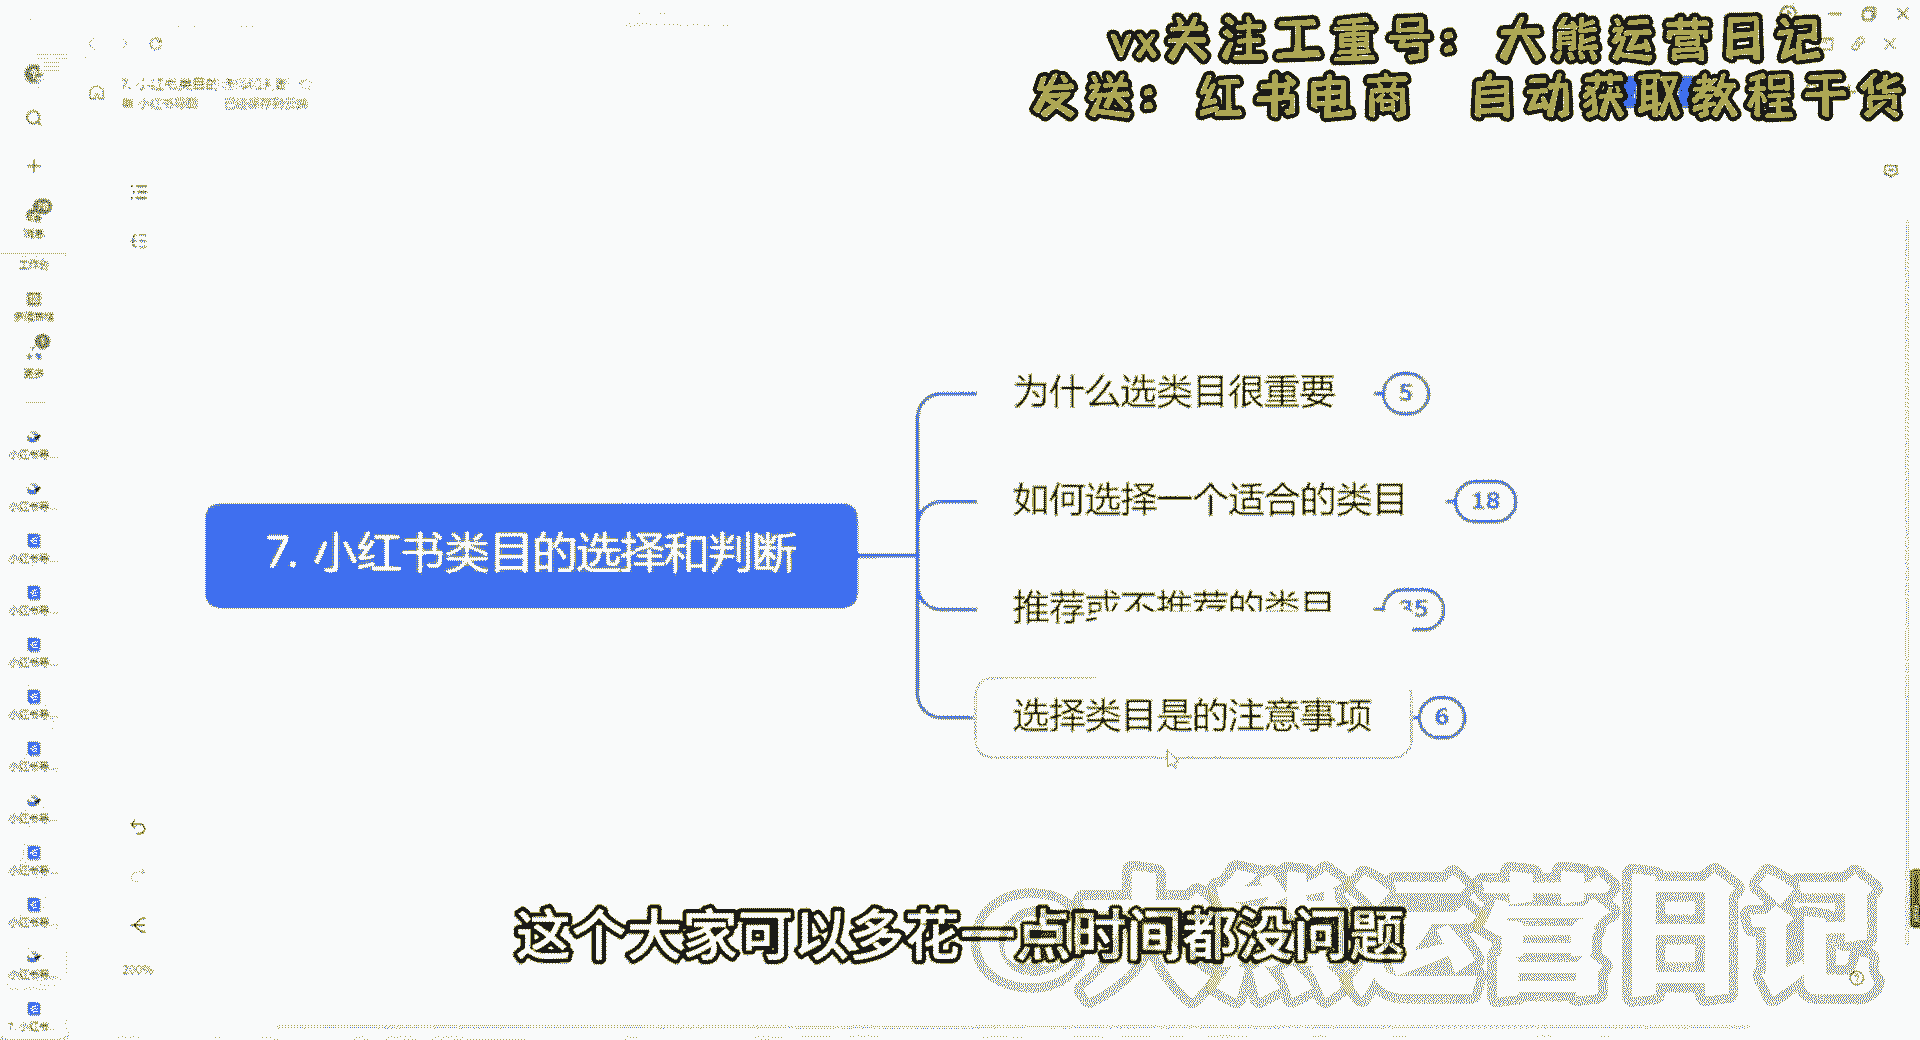 vx关注工重号：大熊运营日记
发送：红书电商 自动获取教程干货
7. 小红书类目的选择和判断
为什么选类目很重要 5
如何选择一个适合的类目 18
推荐或不推荐的类目 35
选择类目是的注意事项 6
200%
@大熊运营日记
这个大家可以多花一点时间都没问题